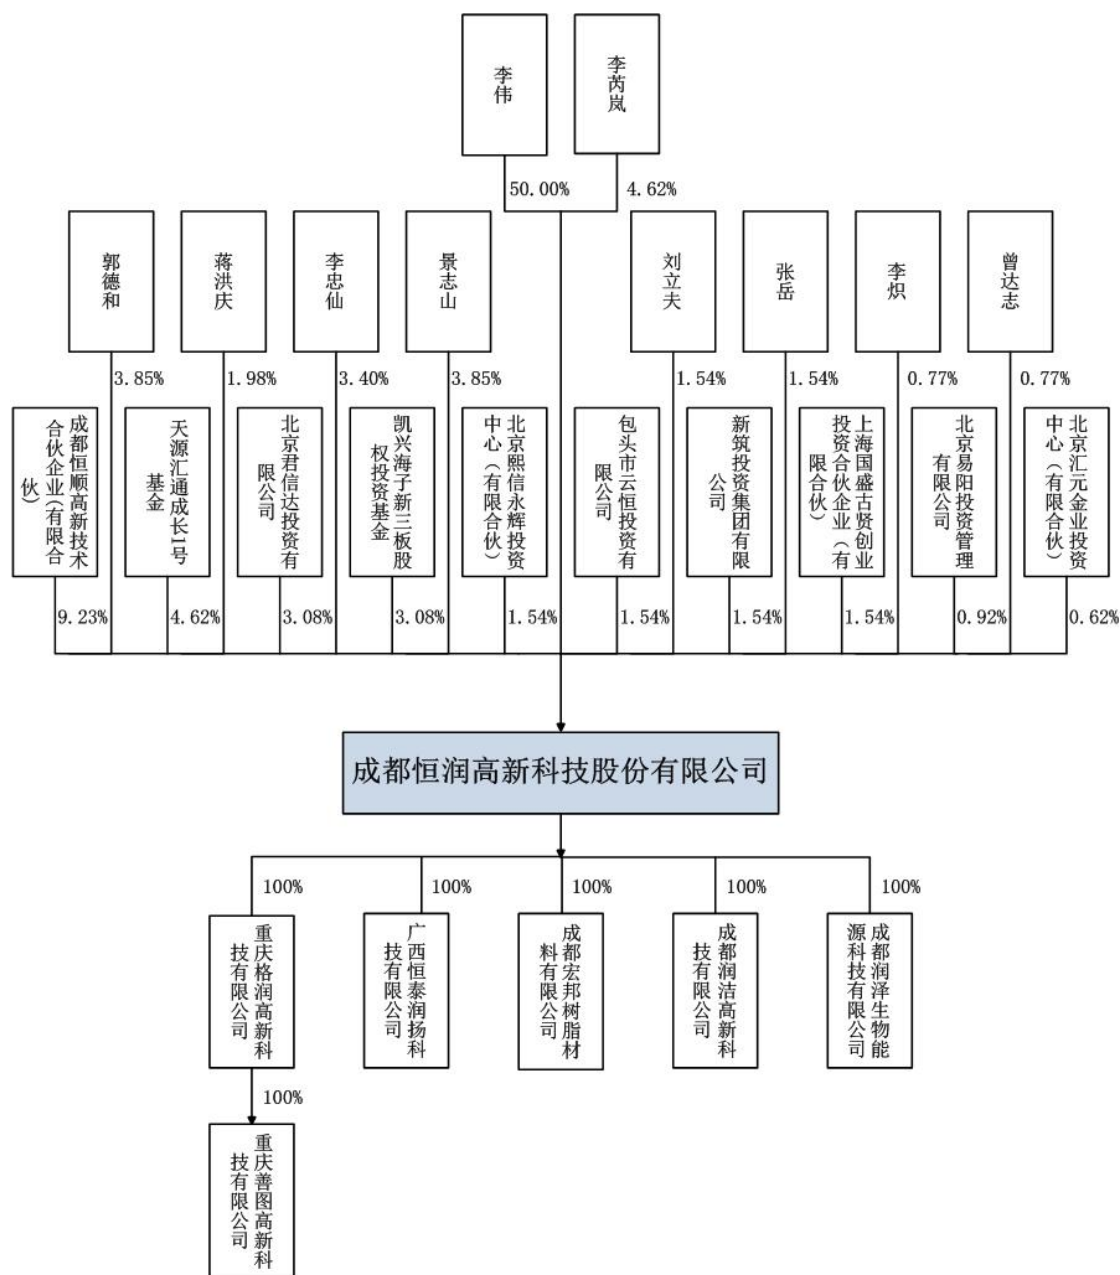 李伟
李芮岚
50.00%
4.62%
郭德和
蒋洪庆
李忠仙
景志山
刘立夫
张岳
李炽
曾达志
3.85%
1.98%
3.40%
3.85%
1.54%
1.54%
0.77%
0.77%
成都恒顺高新技术
合伙企业(有限合
伙)
天源汇通成长1号
基金
北京君信达投资有
限公司
凯兴海子新三板股
权投资基金
北京熙信永辉投资
中心（有限合伙）
包头市云恒投资有
限公司
新筑投资集团有限
公司
上海国盛古贤创业
投资合伙企业（有
限合伙）
北京易阳投资管理
有限公司
北京汇元金业投资
中心（有限合伙）
9.23%
4.62%
3.08%
3.08%
1.54%
1.54%
1.54%
1.54%
0.92%
0.62%
成都恒润高新科技股份有限公司
100%
100%
100%
100%
100%
重庆格润高新科
技有限公司
广西恒泰润扬科
技有限公司
成都宏邦树脂材
料有限公司
成都润洁高新科
技有限公司
成都润泽生物能
源科技有限公司
100%
重庆善图高新科
技有限公司